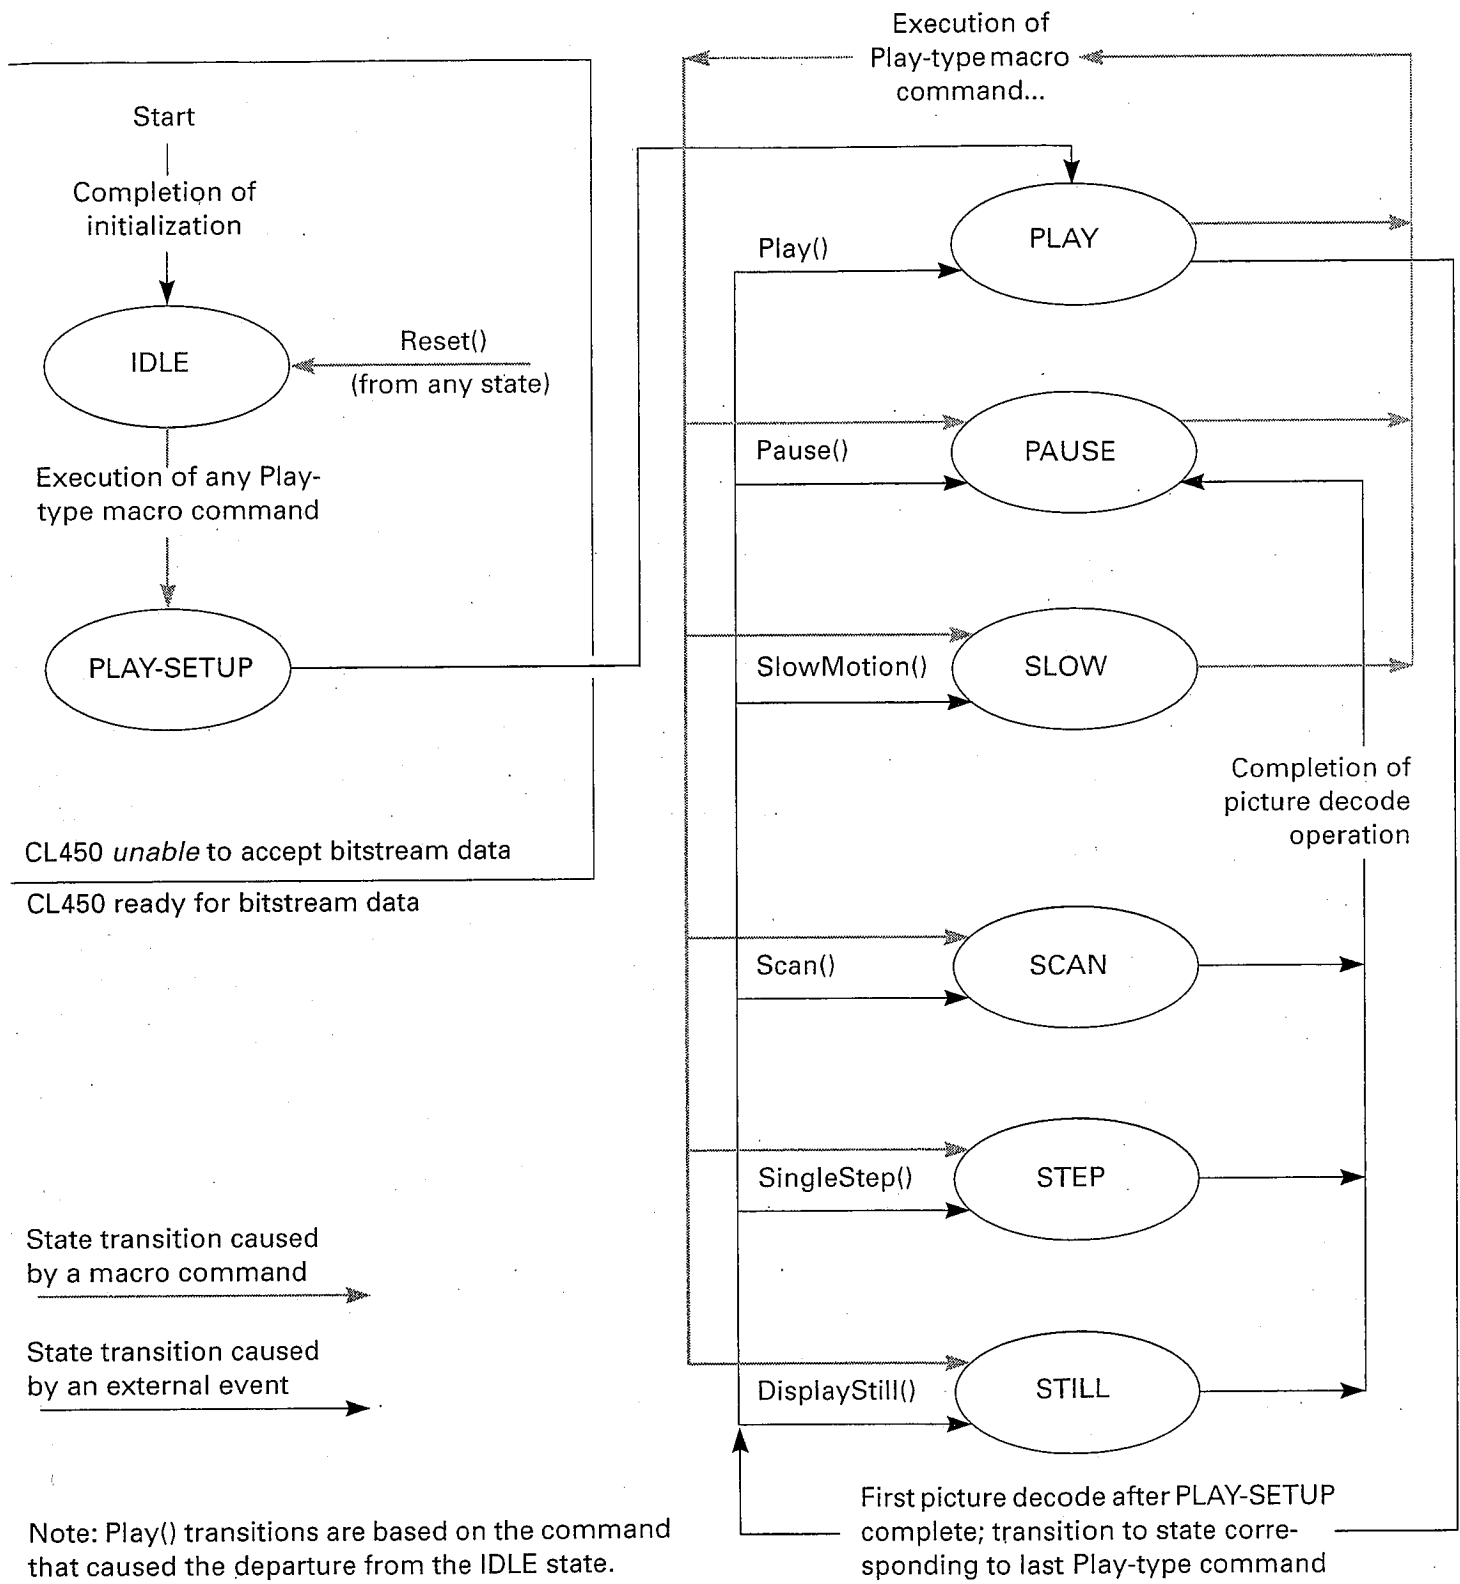 Execution of
Play-type macro
command...
Start
Completion of
initialization
IDLE
Reset()
(from any state)
Execution of any Play-
type macro command
PLAY-SETUP
CL450 unable to accept bitstream data
CL450 ready for bitstream data
Play()
PLAY
Pause()
PAUSE
SlowMotion()
SLOW
Completion of
picture decode
operation
Scan()
SCAN
SingleStep()
STEP
DisplayStill()
STILL
State transition caused
by a macro command
State transition caused
by an external event
Note: Play() transitions are based on the command
that caused the departure from the IDLE state.
First picture decode after PLAY-SETUP
complete; transition to state corre-
sponding to last Play-type command